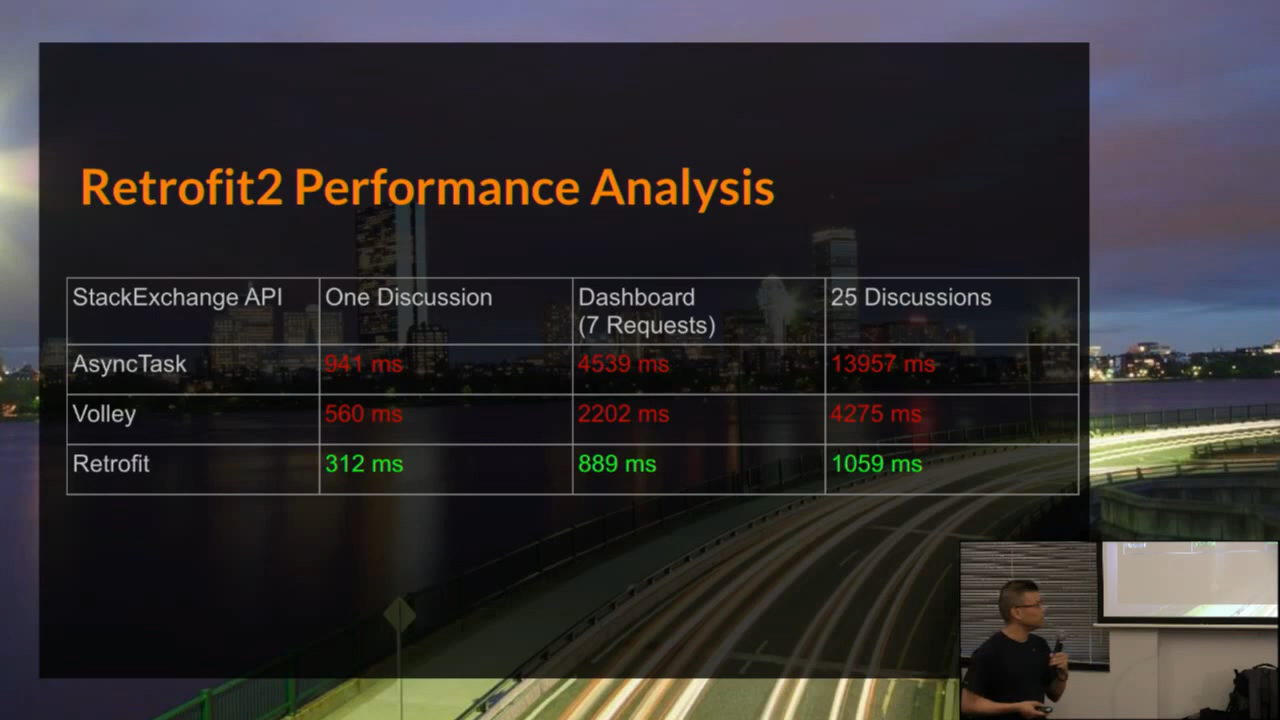 Retrofit2 Performance Analysis
StackExchange API
One Discussion
Dashboard
(7 Requests)
25 Discussions
AsyncTask
941 ms
4539 ms
13957 ms
Volley
560 ms
2202 ms
4275 ms
Retrofit
312 ms
889 ms
1059 ms